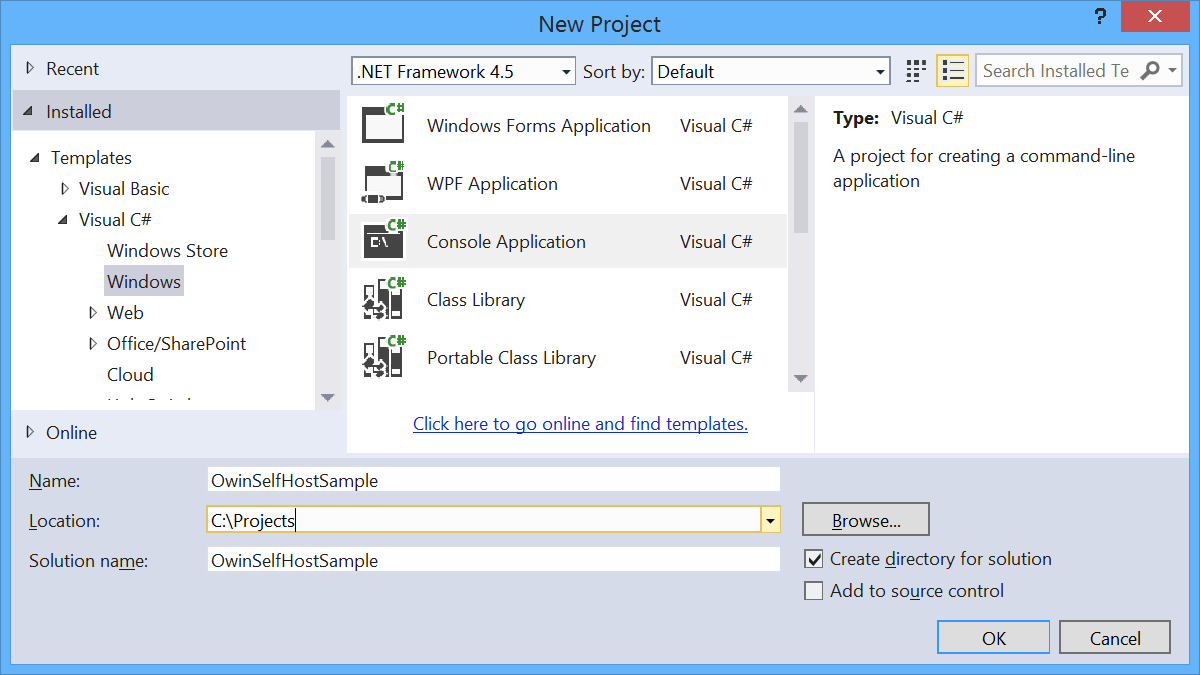 New Project
?
Recent
.NET Framework 4.5
Sort by:
Default
Search Installed Te
Installed
Templates
Visual Basic
Visual C#
Windows Store
Windows
Web
Office/SharePoint
Cloud
Online
C#
Windows Forms Application Visual C#
C#
WPF Application Visual C#
C#
C:\
Console Application Visual C#
C#
Class Library Visual C#
C#
Portable Class Library Visual C#
Click here to go online and find templates.
Type: Visual C#
A project for creating a command-line
application
Name: OwinSelfHostSample
Location: C:\Projects
Browse...
Solution name: OwinSelfHostSample
Create directory for solution
Add to source control
OK
Cancel